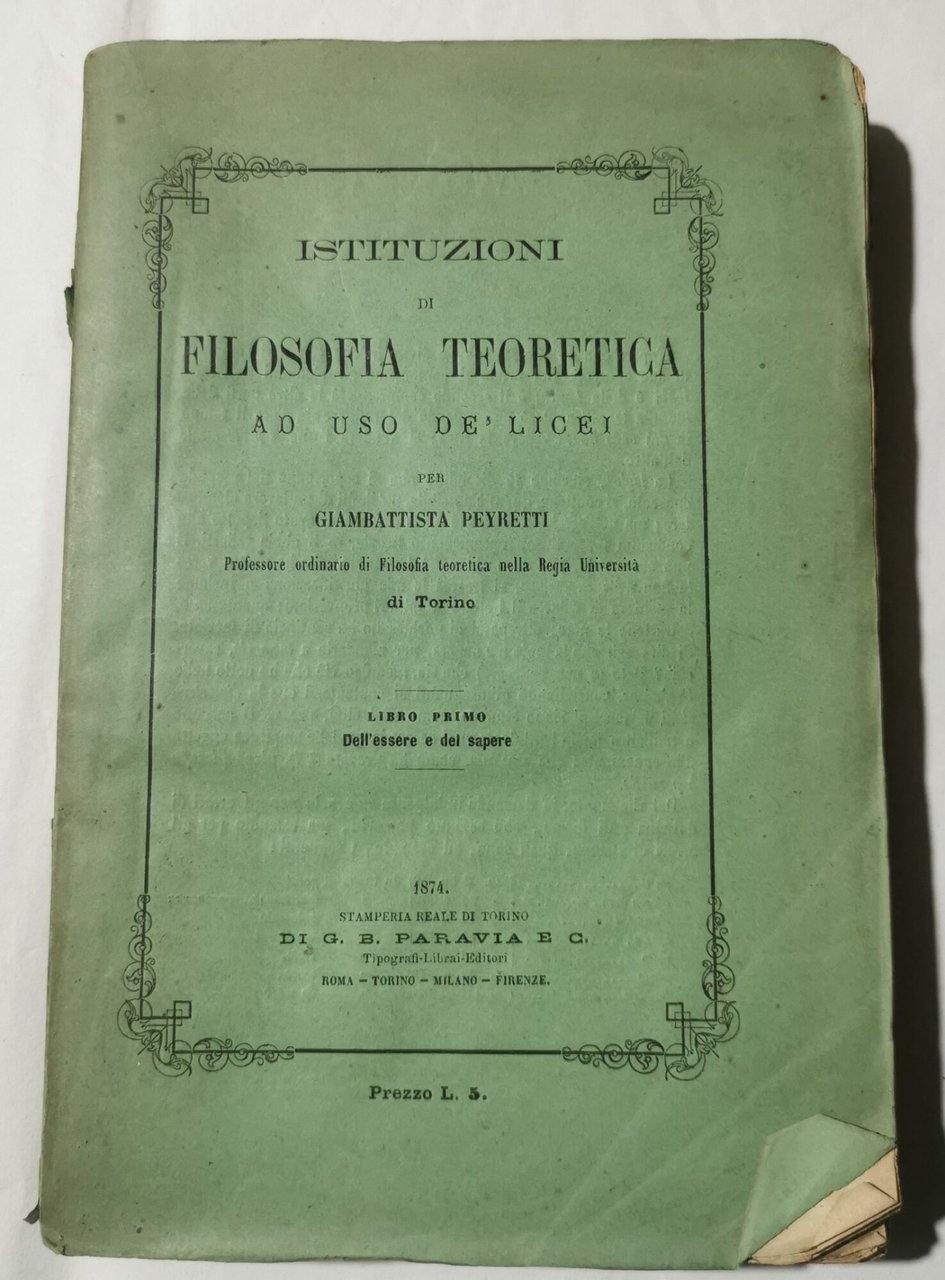 ISTITUZIONI
DI
FILOSOFIA TEORETICA
AD USO DE' LICEI
PER
GIAMBATTISTA PEYRETTI
Professore ordinario di Filosofia teoretica nella Regia Università
di Torino
LIBRO PRIMO
Dell'essere e del sapere
1874.
STAMPERIA REALE DI TORINO
DI G. B. PARAVIA E C.
Tipografi-Librai-Editori
ROMA – TORINO – MILANO – FIRENZE.
Prezzo L. 5.